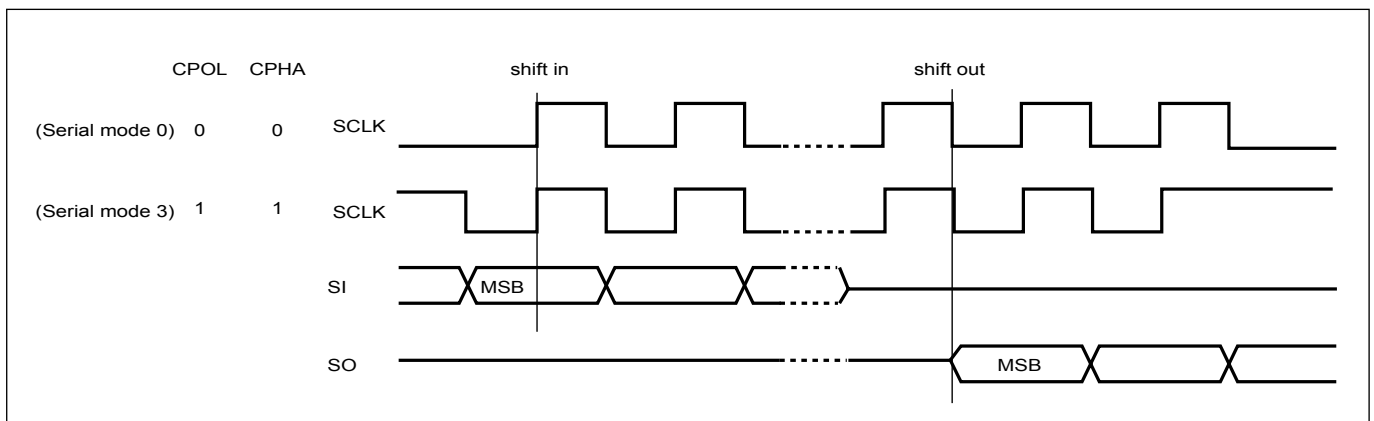 CPOL CPHA shift in shift out
(Serial mode 0) 0 0 SCLK
(Serial mode 3) 1 1 SCLK
SI MSB
SO MSB